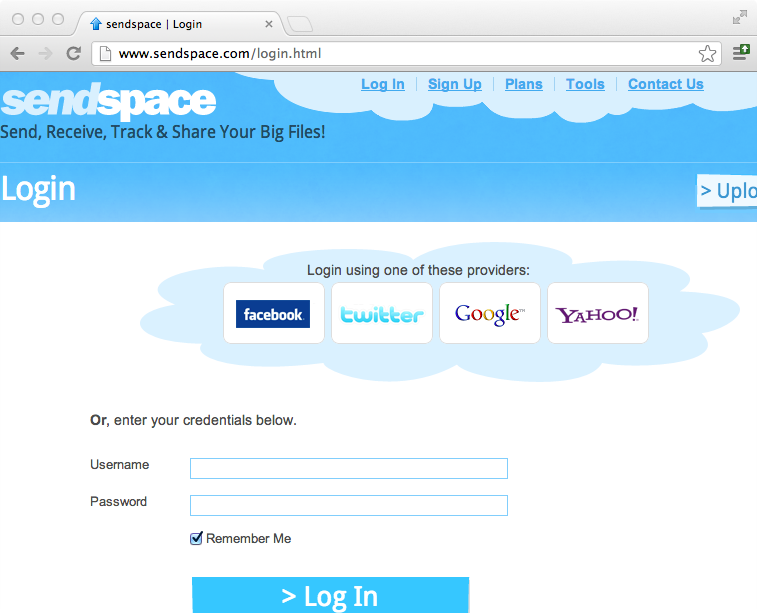 sendspace | Login
www.sendspace.com/login.html
Log In | Sign Up | Plans | Tools | Contact Us
sendspace
Send, Receive, Track & Share Your Big Files!
Login
> Uplo
Login using one of these providers:
facebook twitter Google™ YAHOO!
Or, enter your credentials below.
Username
Password
Remember Me
> Log In